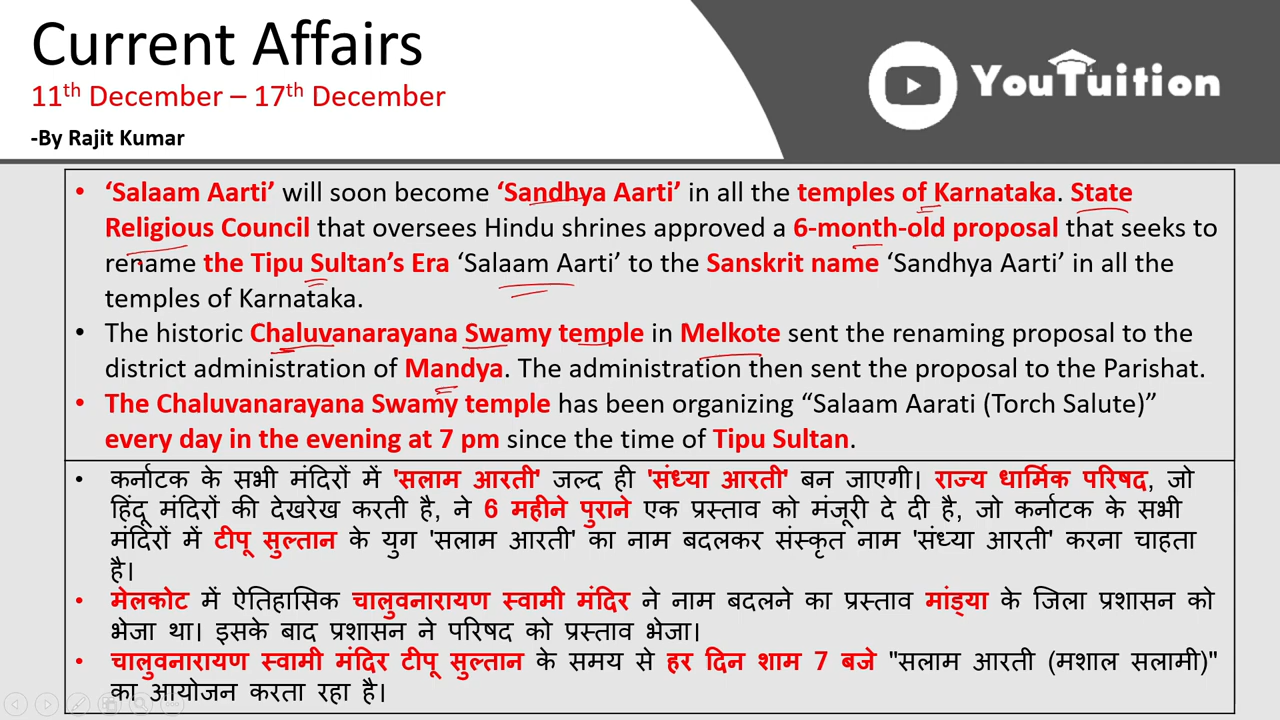 Current Affairs
11th December – 17th December
-By Rajit Kumar
YouTuition
• ‘Salaam Aarti’ will soon become ‘Sandhya Aarti’ in all the temples of Karnataka. State
Religious Council that oversees Hindu shrines approved a 6-month-old proposal that seeks to
rename the Tipu Sultan’s Era ‘Salaam Aarti’ to the Sanskrit name ‘Sandhya Aarti’ in all the
temples of Karnataka.
• The historic Chaluvanarayana Swamy temple in Melkote sent the renaming proposal to the
district administration of Mandya. The administration then sent the proposal to the Parishat.
• The Chaluvanarayana Swamy temple has been organizing “Salaam Aarati (Torch Salute)”
every day in the evening at 7 pm since the time of Tipu Sultan.
• कर्नाटक के सभी मंदिरों में 'सलाम आरती' जल्द ही 'संध्या आरती' बन जाएगी। राज्य धार्मिक परिषद, जो
हिंदू मंदिरों की देखरेख करती है, ने 6 महीने पुराने एक प्रस्ताव को मंजूरी दे दी है, जो कर्नाटक के सभी
मंदिरों में टीपू सुल्तान के युग 'सलाम आरती' का नाम बदलकर संस्कृत नाम 'संध्या आरती' करना चाहता
है।
• मेलकोट में ऐतिहासिक चालुवनारायण स्वामी मंदिर ने नाम बदलने का प्रस्ताव मांड्या के जिला प्रशासन को
भेजा था। इसके बाद प्रशासन ने परिषद को प्रस्ताव भेजा।
• चालुवनारायण स्वामी मंदिर टीपू सुल्तान के समय से हर दिन शाम 7 बजे "सलाम आरती (मशाल सलामी)"
का आयोजन करता रहा है।